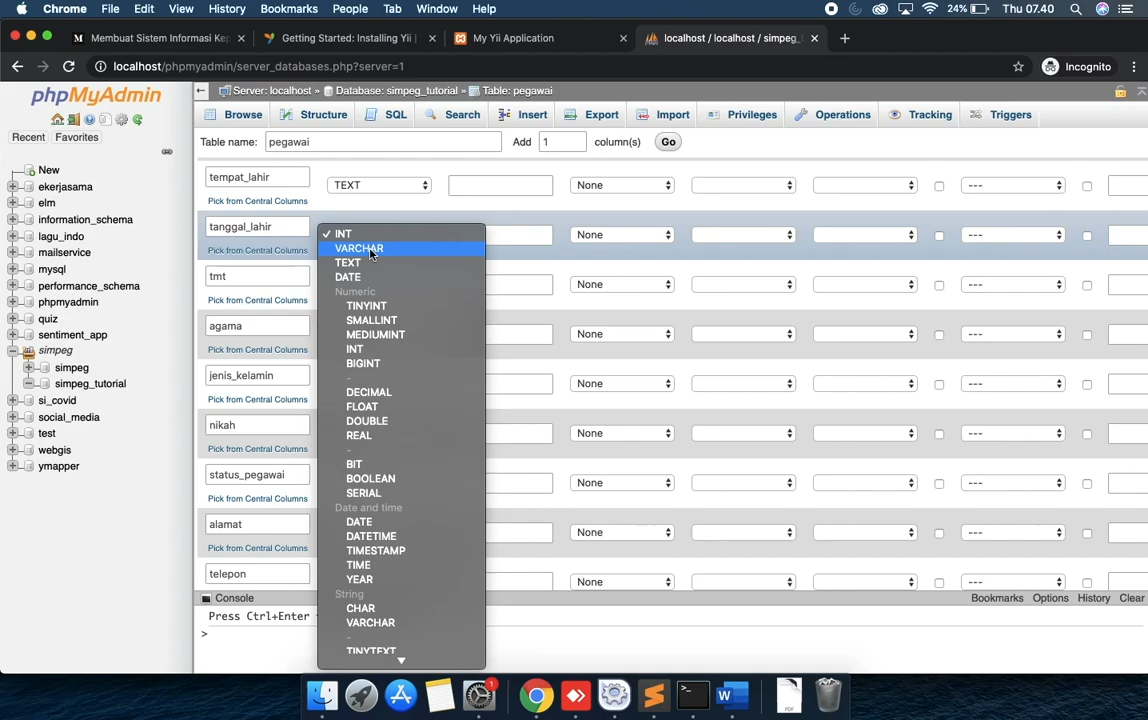 Chrome File Edit View History Bookmarks People Tab Window Help 24% Thu 07.40
Membuat Sistem Informasi Kep × Getting Started: Installing Yii × My Yii Application × localhost / localhost / simpeg_ ×
localhost/phpmyadmin/server_databases.php?server=1 Incognito
phpMyAdmin
Recent Favorites
New
ekerjasama
elm
information_schema
lagu_indo
mailservice
mysql
performance_schema
phpmyadmin
quiz
sentiment_app
simpeg
simpeg
simpeg_tutorial
si_covid
social_media
test
webgis
ymapper
Server: localhost » Database: simpeg_tutorial » Table: pegawai
Browse Structure SQL Search Insert Export Import Privileges Operations Tracking Triggers
Table name: pegawai Add 1 column(s) Go
tempat_lahir TEXT None ---
Pick from Central Columns
tanggal_lahir None ---
Pick from Central Columns
tmt None ---
Pick from Central Columns
agama None ---
Pick from Central Columns
jenis_kelamin None ---
Pick from Central Columns
nikah None ---
Pick from Central Columns
status_pegawai None ---
Pick from Central Columns
alamat None ---
Pick from Central Columns
telepon None ---
✓ INT
VARCHAR
TEXT
DATE
Numeric
TINYINT
SMALLINT
MEDIUMINT
INT
BIGINT
-
DECIMAL
FLOAT
DOUBLE
REAL
-
BIT
BOOLEAN
SERIAL
Date and time
DATE
DATETIME
TIMESTAMP
TIME
YEAR
String
CHAR
VARCHAR
-
TINYTEXT
Console Bookmarks Options History Clear
Press Ctrl+Enter
>
1
PDF